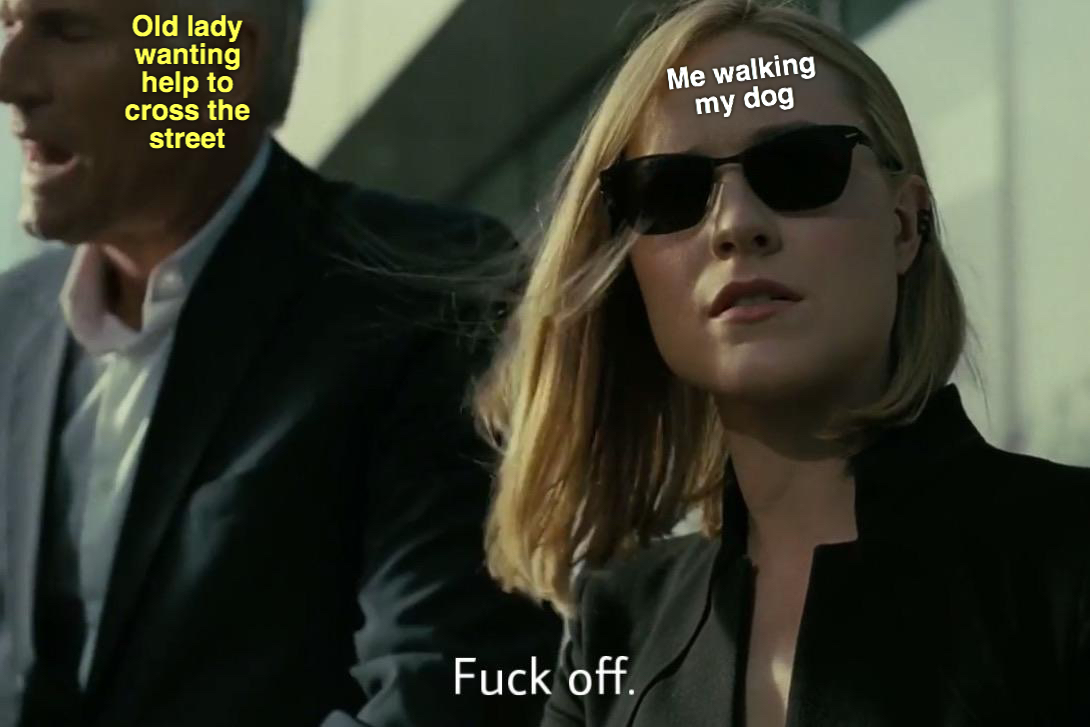 Old lady
wanting
help to
cross the
street
Me walking
my dog
Fuck off.